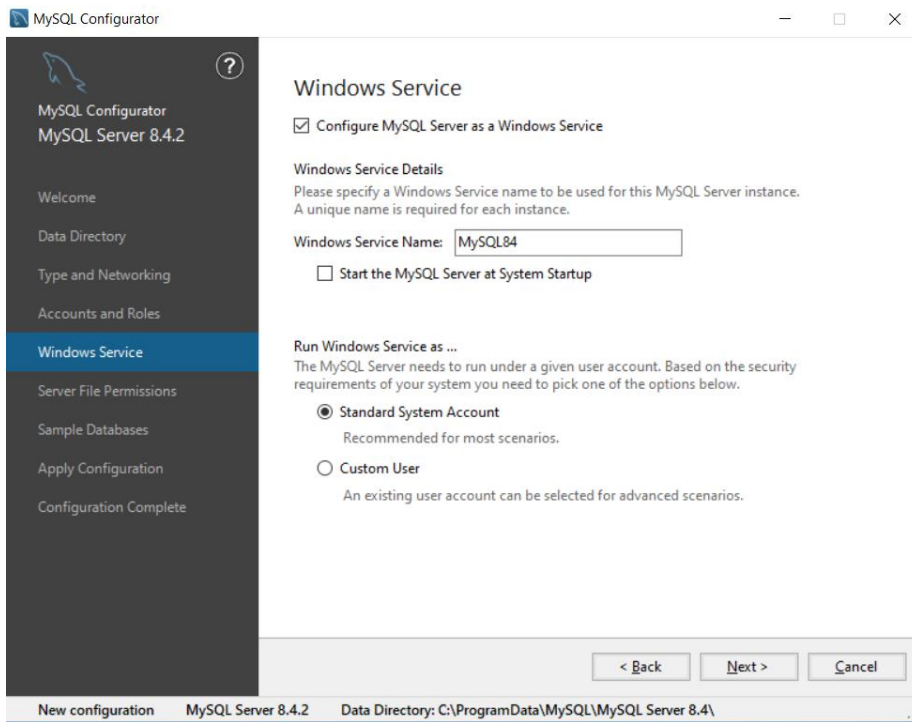 MySQL Configurator
?
MySQL Configurator
MySQL Server 8.4.2
Welcome
Data Directory
Type and Networking
Accounts and Roles
Windows Service
Server File Permissions
Sample Databases
Apply Configuration
Configuration Complete
Windows Service
Configure MySQL Server as a Windows Service
Windows Service Details
Please specify a Windows Service name to be used for this MySQL Server instance.
A unique name is required for each instance.
Windows Service Name: MySQL84
Start the MySQL Server at System Startup
Run Windows Service as ...
The MySQL Server needs to run under a given user account. Based on the security
requirements of your system you need to pick one of the options below.
Standard System Account
Recommended for most scenarios.
Custom User
An existing user account can be selected for advanced scenarios.
< Back Next > Cancel
New configuration MySQL Server 8.4.2 Data Directory: C:\ProgramData\MySQL\MySQL Server 8.4\